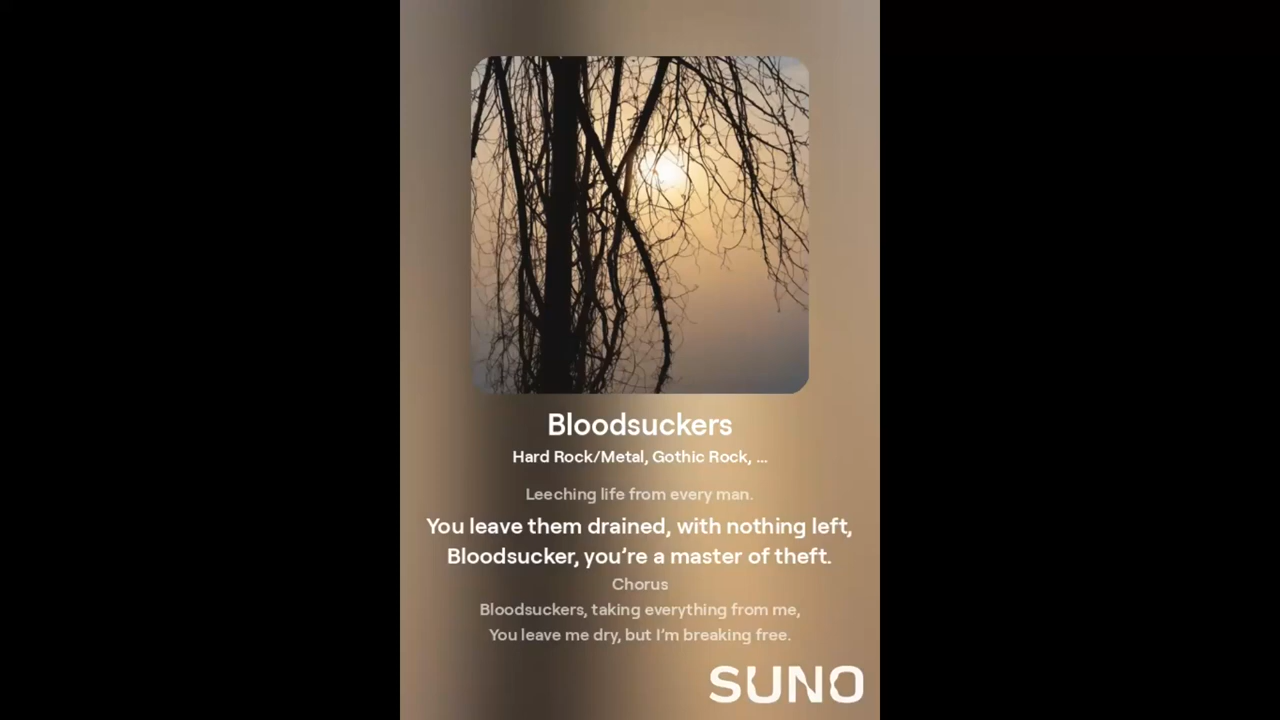 Bloodsuckers
Hard Rock/Metal, Gothic Rock, ...
Leeching life from every man.
You leave them drained, with nothing left,
Bloodsucker, you're a master of theft.
Chorus
Bloodsuckers, taking everything from me,
You leave me dry, but I'm breaking free.
SUNO